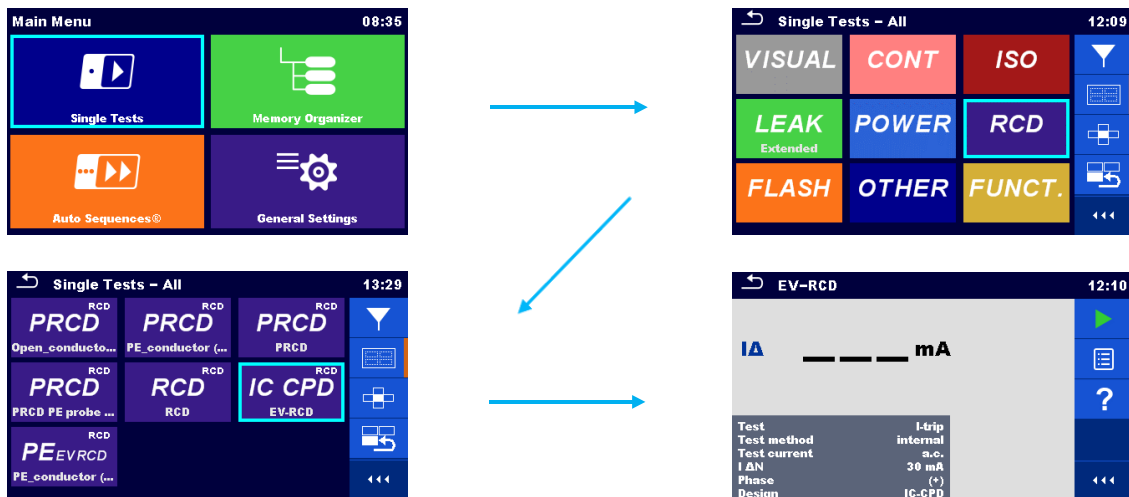 Main Menu 08:35
Single Tests
Memory Organizer
Auto Sequences®
General Settings
Single Tests – All 12:09
VISUAL CONT ISO
LEAK POWER RCD
Extended
FLASH OTHER FUNCT.
Single Tests – All 13:29
RCD RCD RCD
PRCD PRCD PRCD
Open_conducto... PE_conductor (... PRCD
RCD RCD RCD
PRCD RCD IC CPD
PRCD PE probe ... RCD EV-RCD
RCD
PE EV RCD
PE_conductor (...
EV–RCD 12:10
IΔ _ _ _ mA
?
Test I-trip
Test method internal
Test current a.c.
I ΔN 30 mA
Phase (+)
Design IC-CPD